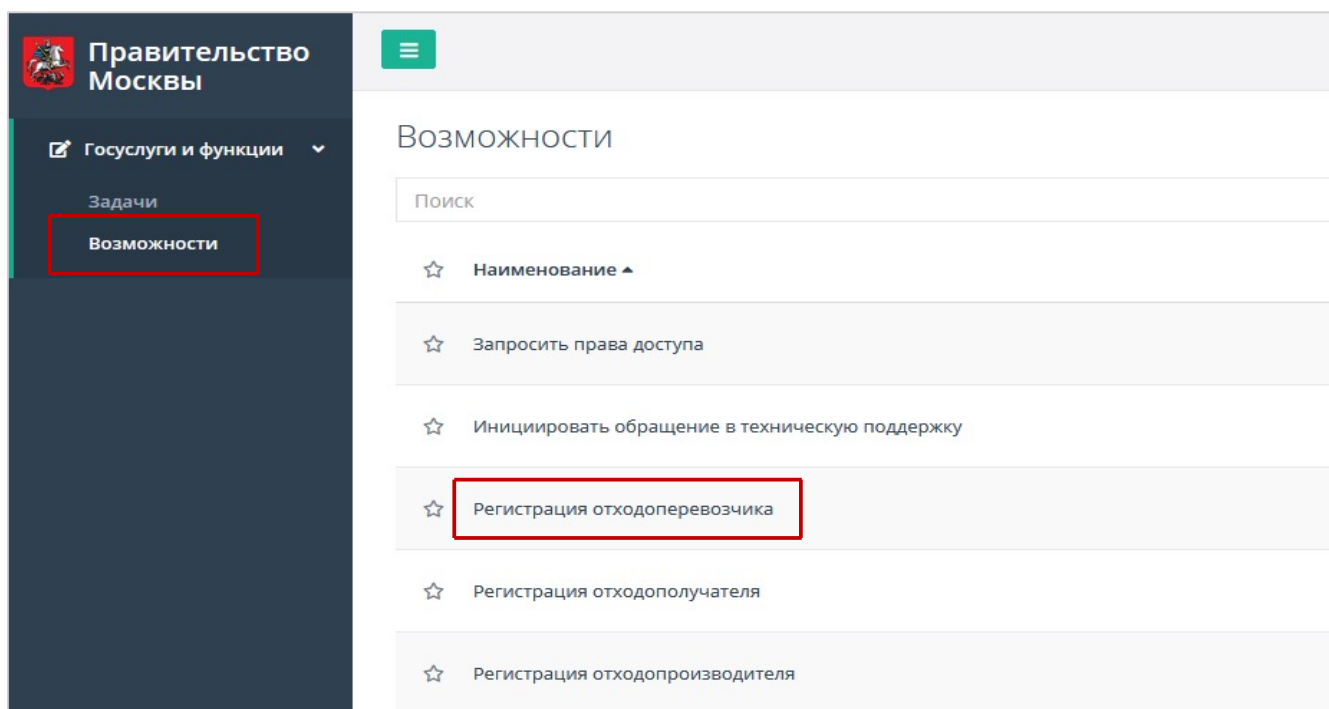 Правительство
Москвы
Госуслуги и функции
Задачи
Возможности
Возможности
Поиск
Наименование
Запросить права доступа
Инициировать обращение в техническую поддержку
Регистрация отходоперевозчика
Регистрация отходополучателя
Регистрация отходопроизводителя